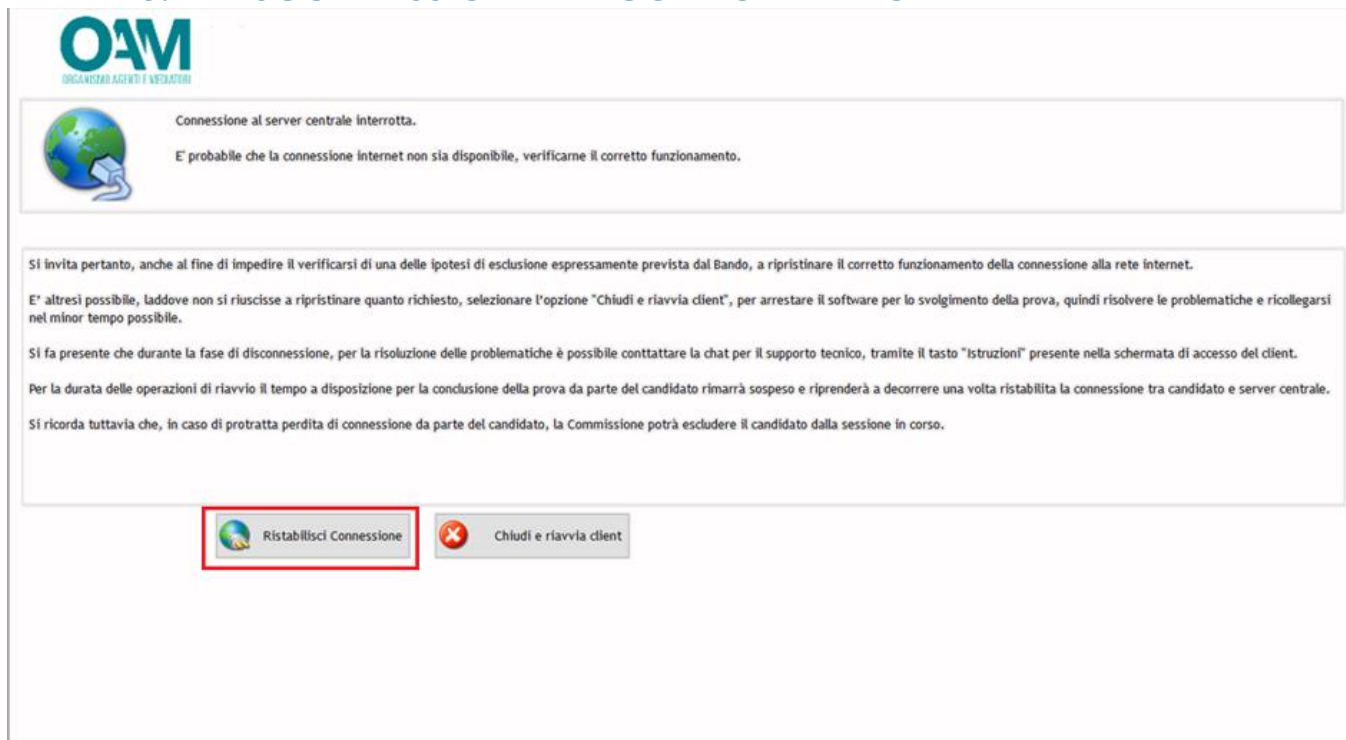 OAM
ORGANISMO AGENTI E MEDIATORI
Connessione al server centrale interrotta.
E' probabile che la connessione internet non sia disponibile, verificarne il corretto funzionamento.
Si invita pertanto, anche al fine di impedire il verificarsi di una delle ipotesi di esclusione espressamente prevista dal Bando, a ripristinare il corretto funzionamento della connessione alla rete internet.
E' altresì possibile, laddove non si riuscisse a ripristinare quanto richiesto, selezionare l'opzione "Chiudi e riavvia client", per arrestare il software per lo svolgimento della prova, quindi risolvere le problematiche e ricollegarsi
nel minor tempo possibile.
Si fa presente che durante la fase di disconnessione, per la risoluzione delle problematiche è possibile conttattare la chat per il supporto tecnico, tramite il tasto "Istruzioni" presente nella schermata di accesso del client.
Per la durata delle operazioni di riavvio il tempo a disposizione per la conclusione della prova da parte del candidato rimarrà sospeso e riprenderà a decorrere una volta ristabilita la connessione tra candidato e server centrale.
Si ricorda tuttavia che, in caso di protratta perdita di connessione da parte del candidato, la Commissione potrà escludere il candidato dalla sessione in corso.
Ristabilisci Connessione
Chiudi e riavvia client